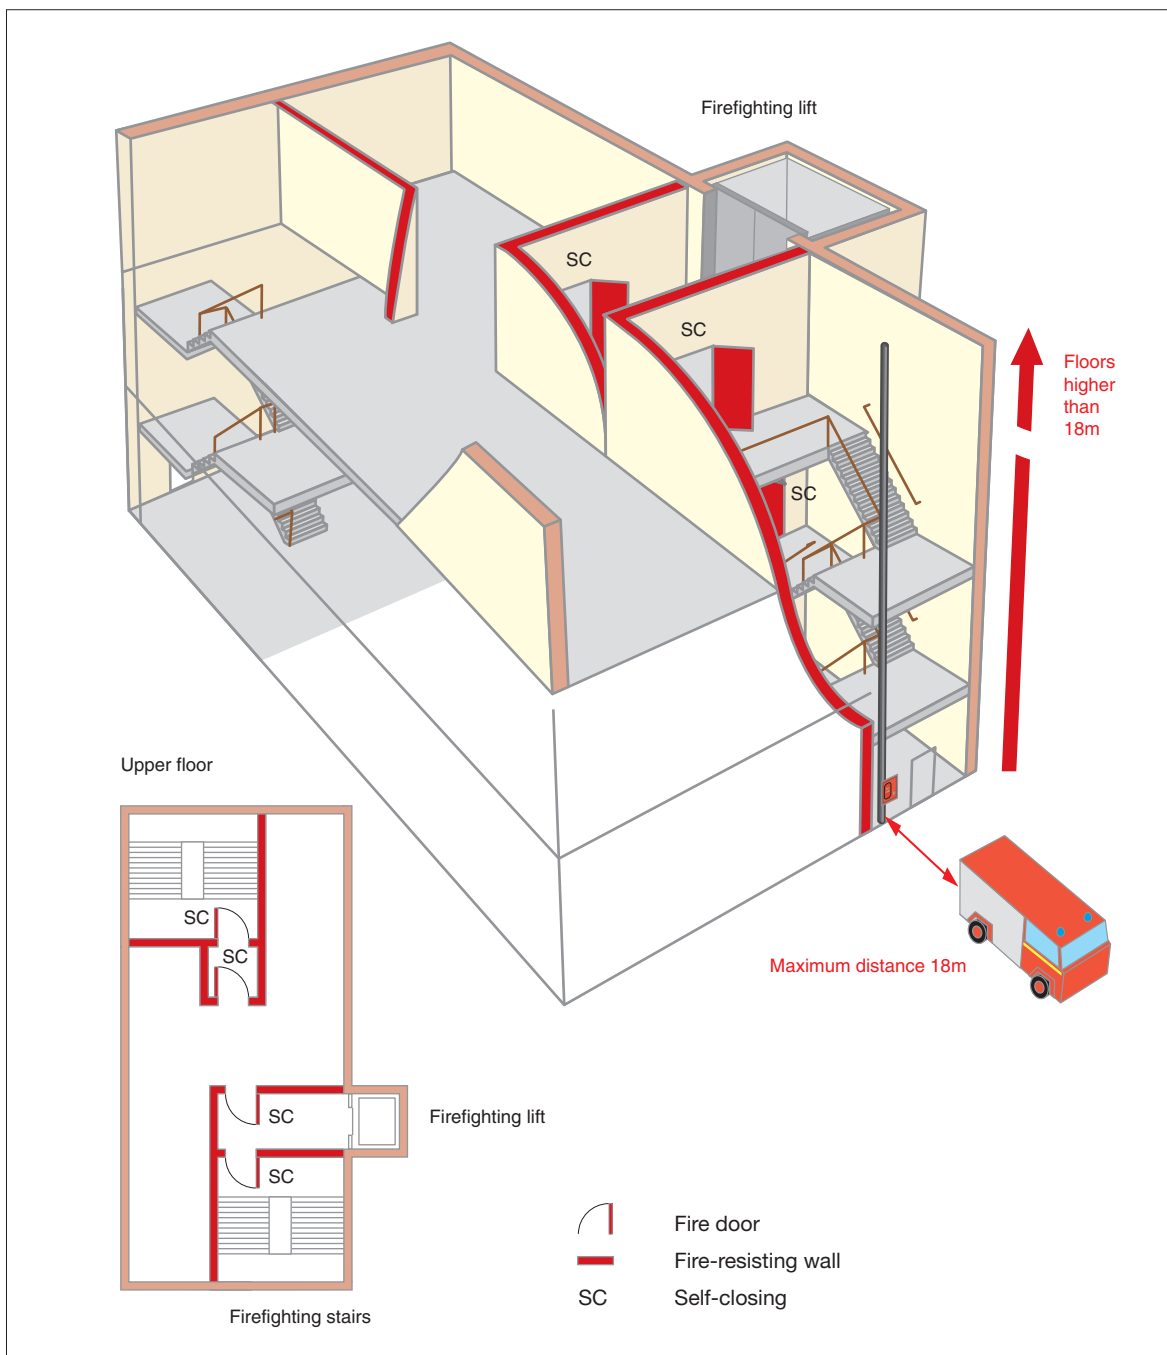 Firefighting lift
SC
SC
Floors
higher
than
18m
SC
Upper floor
Maximum distance 18m
SC
SC
SC
Firefighting lift
SC
Fire door
Fire-resisting wall
SC Self-closing
Firefighting stairs